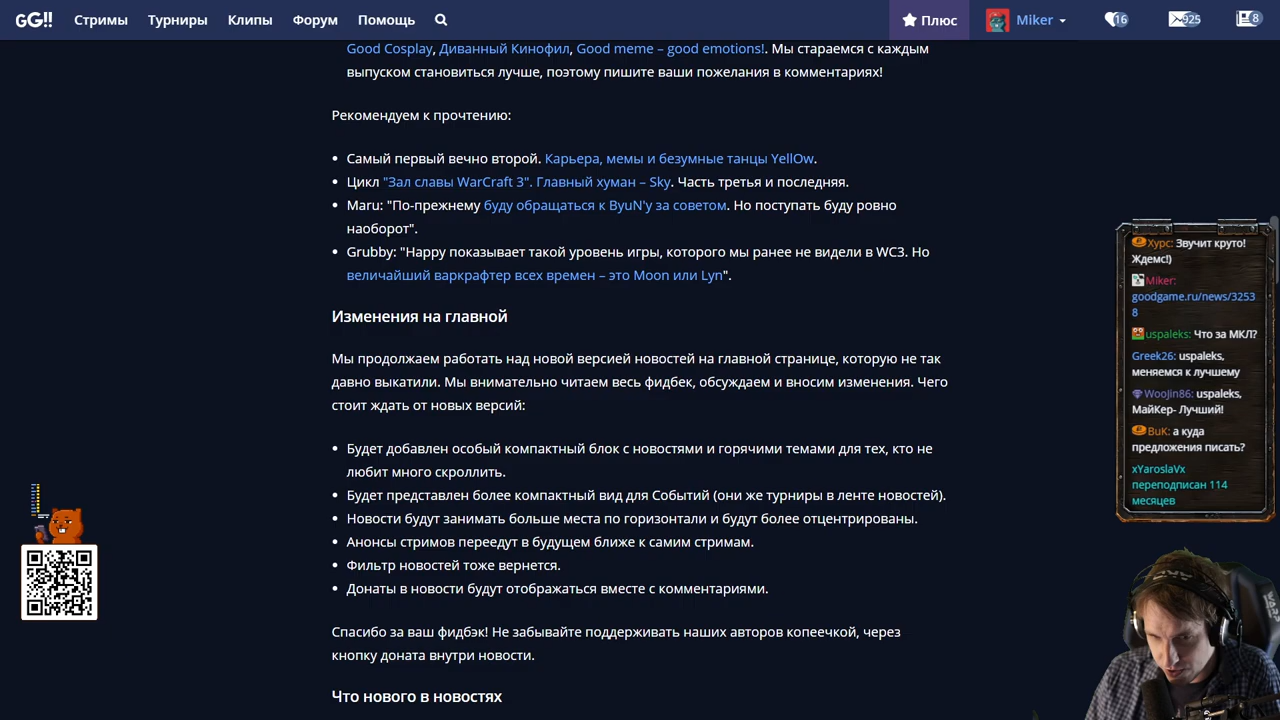 GG!! Стримы Турниры Клипы Форум Помощь Плюс Miker 16 925 8
Good Cosplay, Диванный Кинофил, Good meme – good emotions!. Мы стараемся с каждым
выпуском становиться лучше, поэтому пишите ваши пожелания в комментариях!
Рекомендуем к прочтению:
Самый первый вечно второй. Карьера, мемы и безумные танцы YellOw.
Цикл "Зал славы WarCraft 3". Главный хуман – Sky. Часть третья и последняя.
Maru: "По-прежнему буду обращаться к ByuN'у за советом. Но поступать буду ровно
наоборот".
Grubby: "Happy показывает такой уровень игры, которого мы ранее не видели в WC3. Но
величайший варкрафтер всех времен – это Moon или Lyn".
Изменения на главной
Мы продолжаем работать над новой версией новостей на главной странице, которую не так
давно выкатили. Мы внимательно читаем весь фидбек, обсуждаем и вносим изменения. Чего
стоит ждать от новых версий:
Будет добавлен особый компактный блок с новостями и горячими темами для тех, кто не
любит много скроллить.
Будет представлен более компактный вид для Событий (они же турниры в ленте новостей).
Новости будут занимать больше места по горизонтали и будут более отцентрированы.
Анонсы стримов переедут в будущем ближе к самим стримам.
Фильтр новостей тоже вернется.
Донаты в новости будут отображаться вместе с комментариями.
Спасибо за ваш фидбэк! Не забывайте поддерживать наших авторов копеечкой, через
кнопку доната внутри новости.
Что нового в новостях
Хурс: Звучит круто!
Ждемс!)
Miker:
goodgame.ru/news/3253
8
uspaleks: Что за МКЛ?
Greek26: uspaleks,
меняемся к лучшему
WooJin86: uspaleks,
МайКер- Лучший!
BuK: а куда
предложения писать?
xYaroslaVx
переподписан 114
месяцев